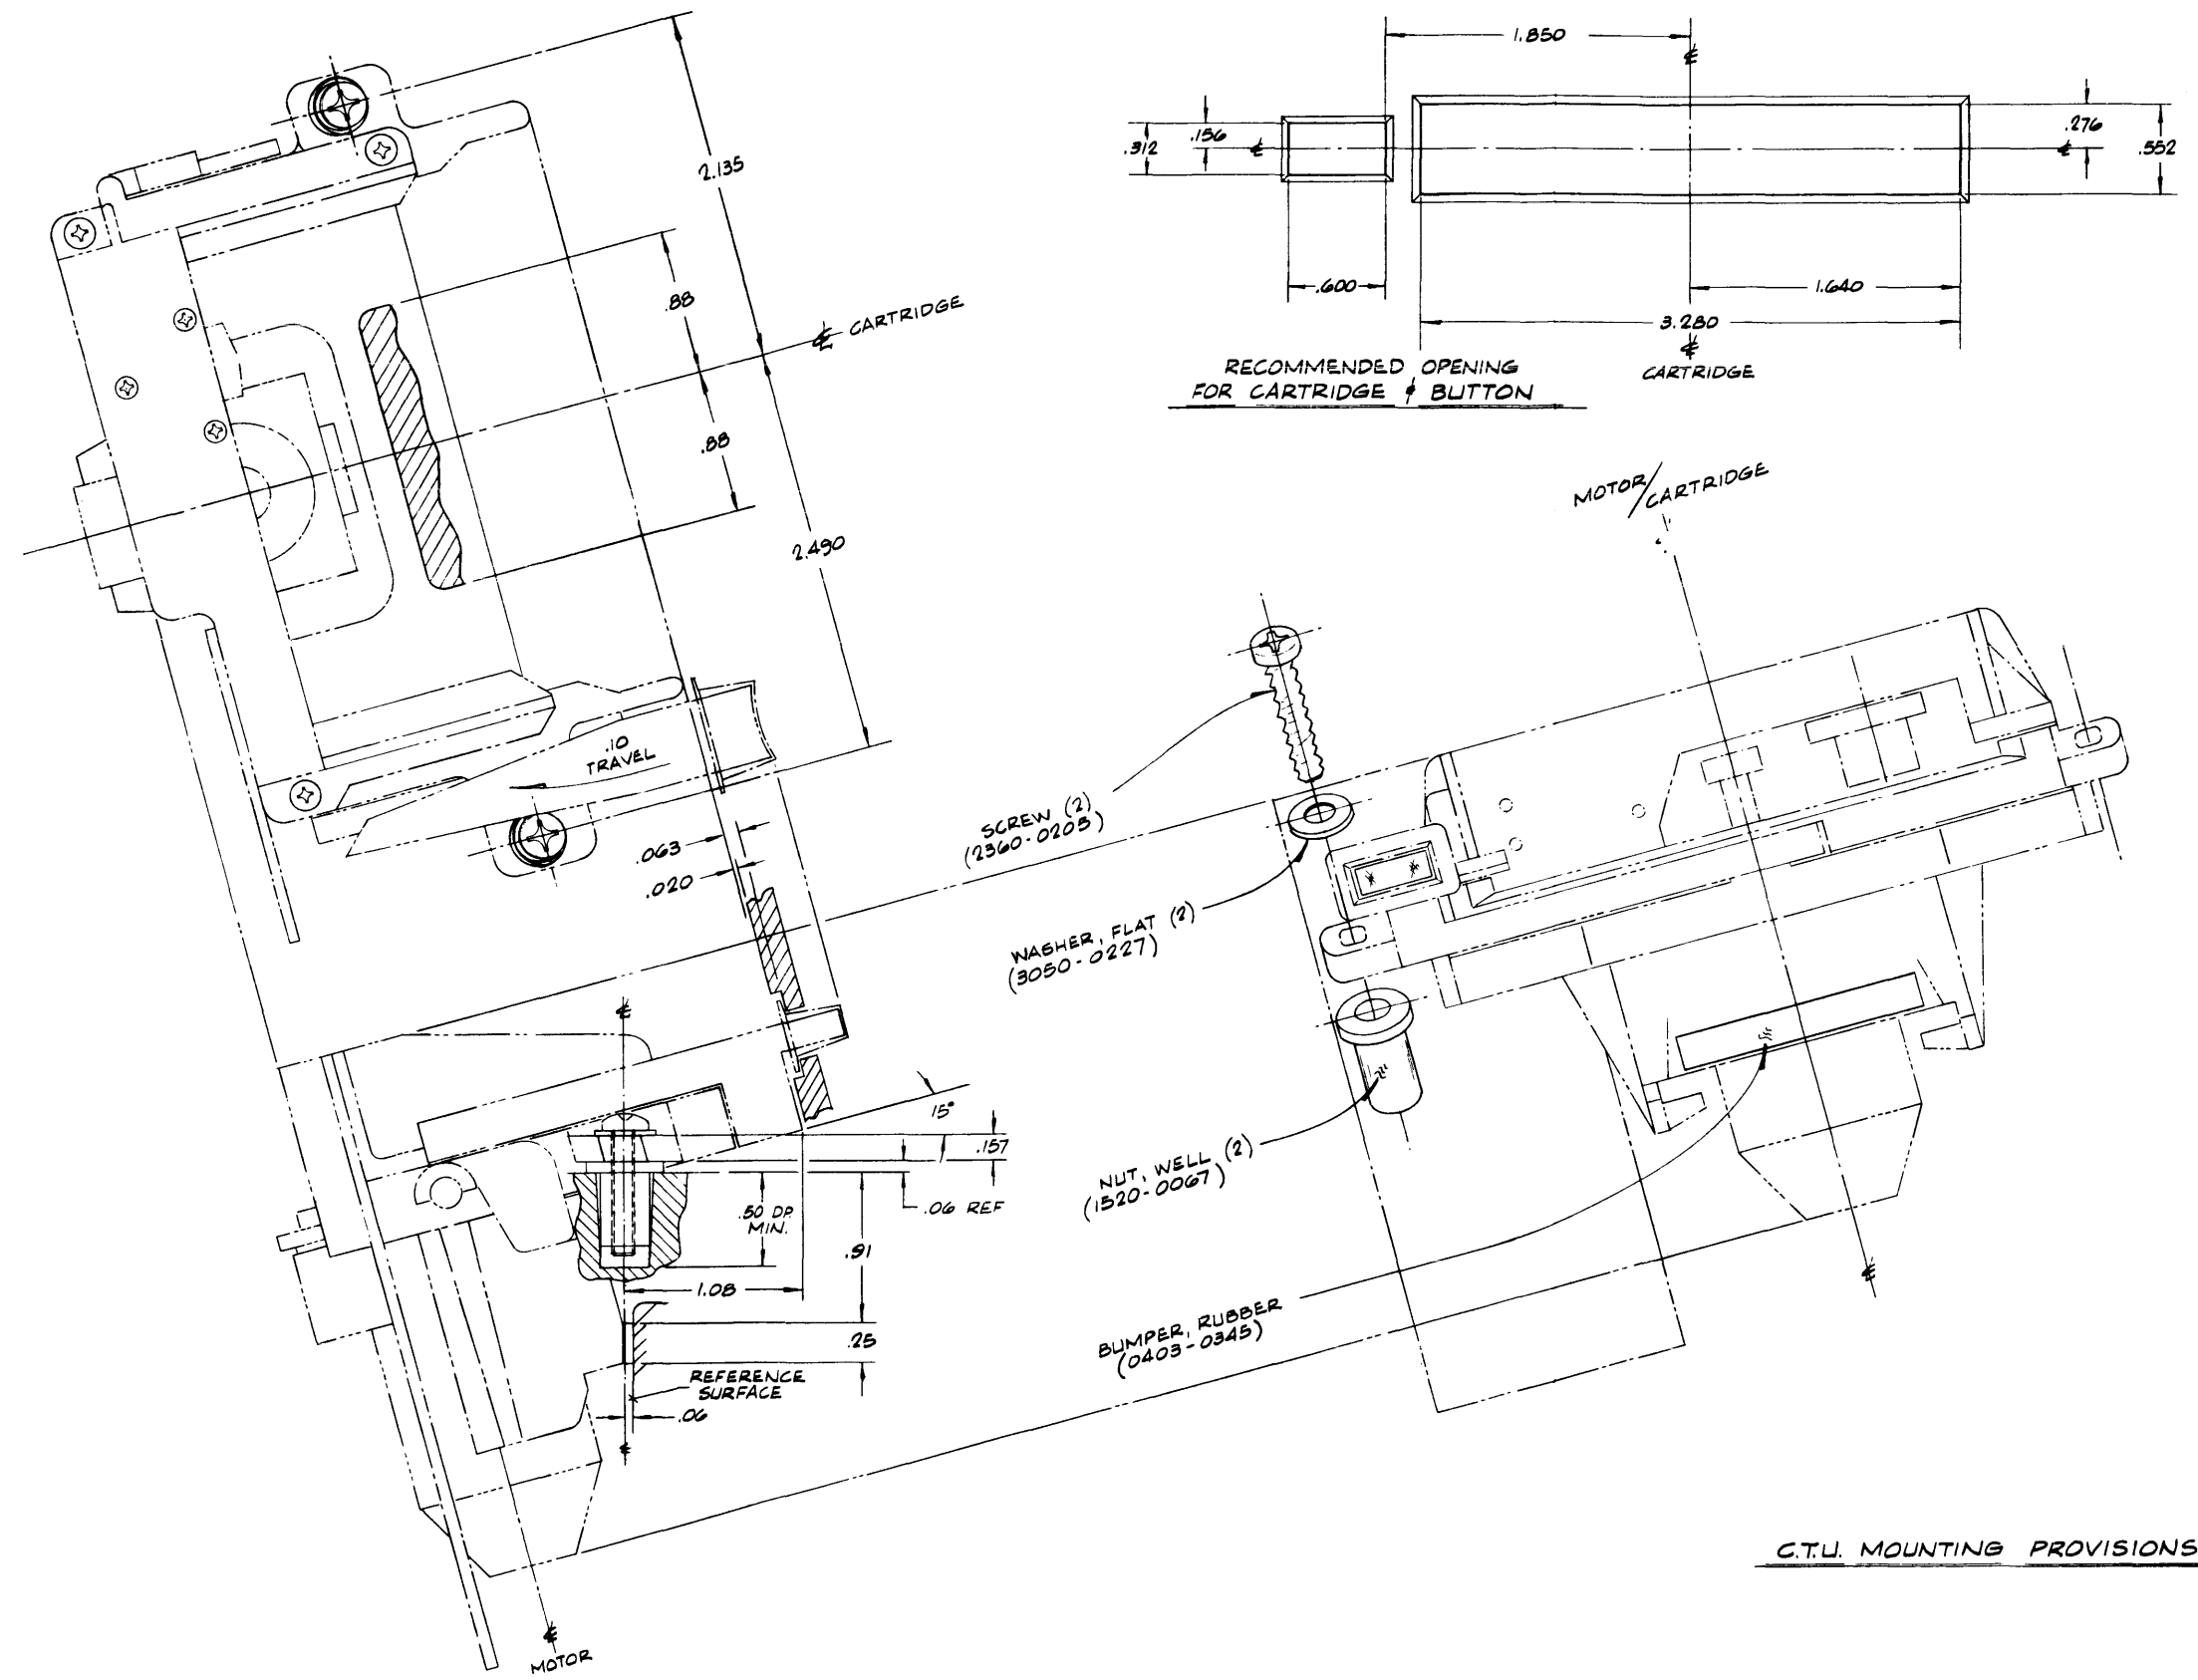 1.850
℄
.156
.312
℄
℄
.276
.552
.600
1.640
3.280
℄
CARTRIDGE
RECOMMENDED OPENING
FOR CARTRIDGE & BUTTON
2.135
.88
℄ CARTRIDGE
.88
2.490
.10
TRAVEL
.063
.020
℄
15°
.157
.06 REF
.50 DP.
MIN.
.91
1.08
.25
REFERENCE
SURFACE
.06
℄
℄
MOTOR
MOTOR/CARTRIDGE
SCREW (2)
(2360-0205)
WASHER, FLAT (2)
(3050-0227)
NUT, WELL (2)
(1520-0067)
BUMPER, RUBBER
(0403-0345)
℄
C.T.U. MOUNTING PROVISIONS